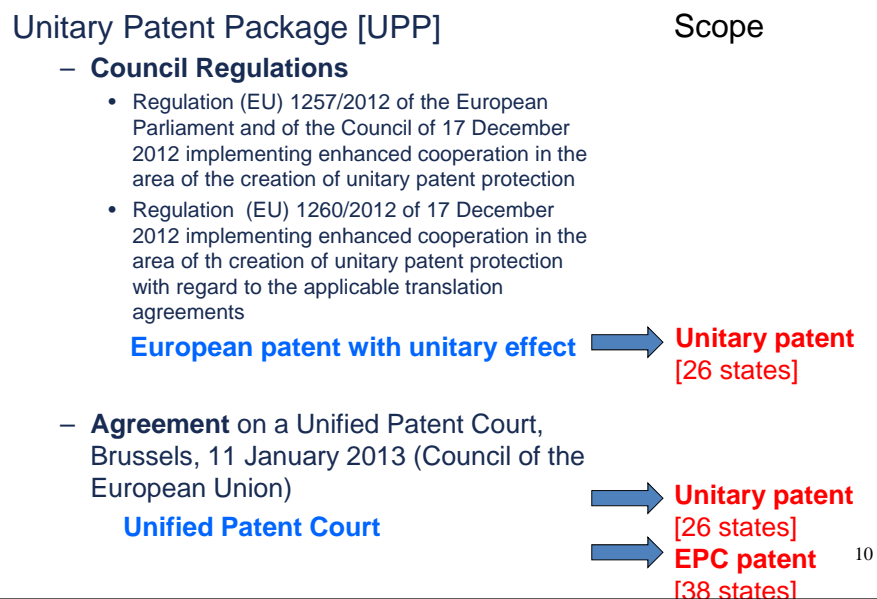 Unitary Patent Package [UPP]
Scope
– Council Regulations
• Regulation (EU) 1257/2012 of the European
Parliament and of the Council of 17 December
2012 implementing enhanced cooperation in the
area of the creation of unitary patent protection
• Regulation (EU) 1260/2012 of 17 December
2012 implementing enhanced cooperation in the
area of th creation of unitary patent protection
with regard to the applicable translation
agreements
European patent with unitary effect
Unitary patent
[26 states]
– Agreement on a Unified Patent Court,
Brussels, 11 January 2013 (Council of the
European Union)
Unified Patent Court
Unitary patent
[26 states]
EPC patent
[38 states]
10